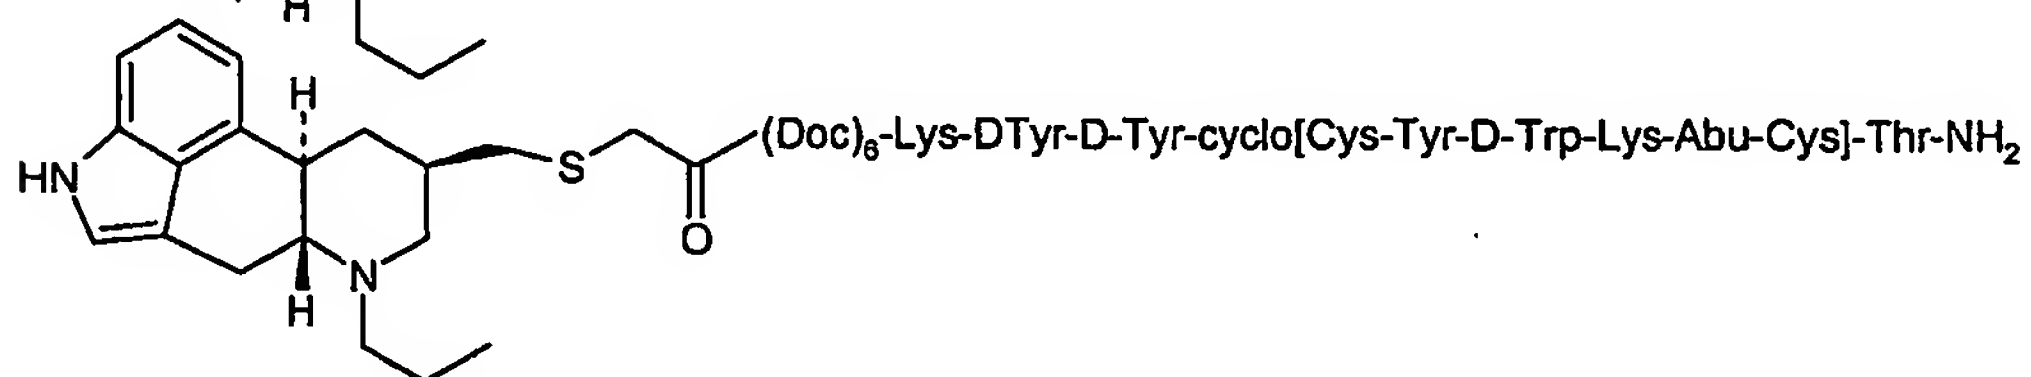 H
H
(Doc)₆-Lys-DTyr-D-Tyr-cyclo[Cys-Tyr-D-Trp-Lys-Abu-Cys]-Thr-NH₂
HN
S
O
N
H